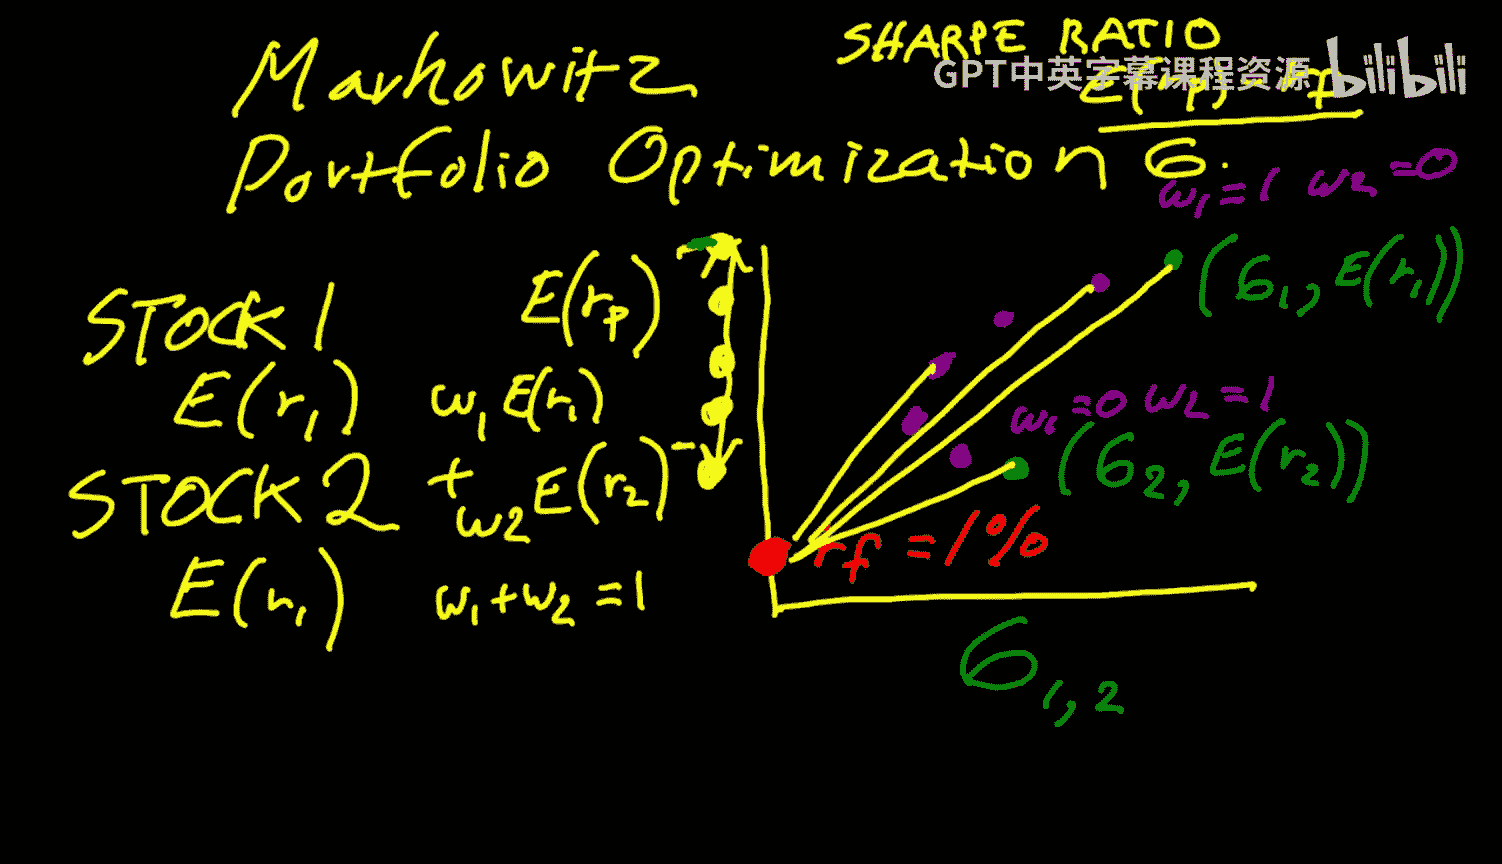 Markowitz
Portfolio Optimization
SHARPE RATIO
E(rp) - rf
σ
GPT中英字幕课程资源 bilibili
w1=1 w2=0
(σ1, E(r1))
STOCK 1
E(r1)
STOCK 2
E(r1)
E(rp)
w1 E(r1)
+
w2 E(r2)
w1+w2=1
w1=0 w2=1
(σ2, E(r2))
rf = 1%
σ1,2